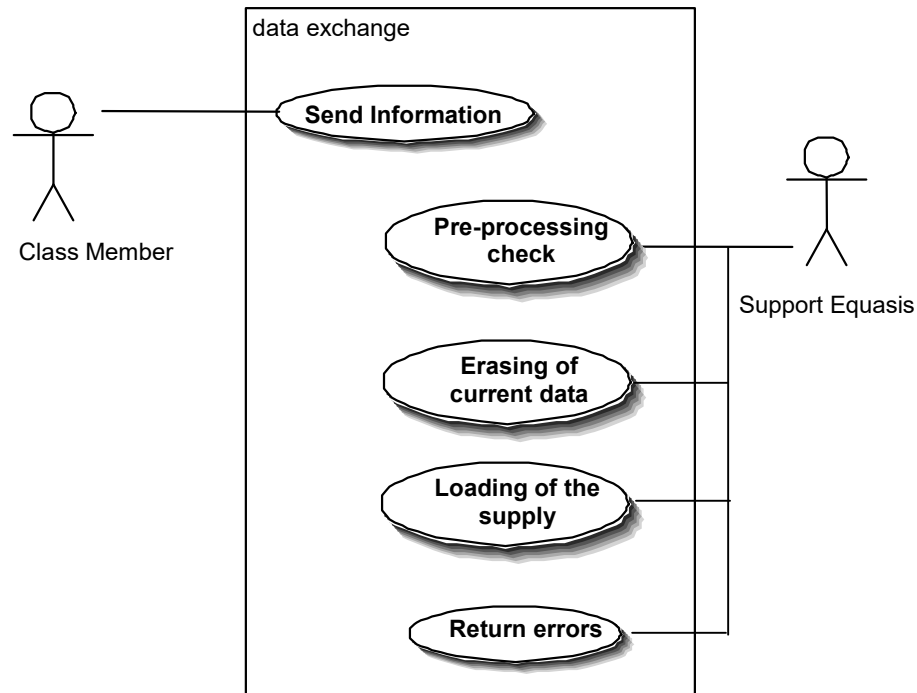 data exchange
Send Information
Class Member
Pre-processing
check
Support Equasis
Erasing of
current data
Loading of the
supply
Return errors